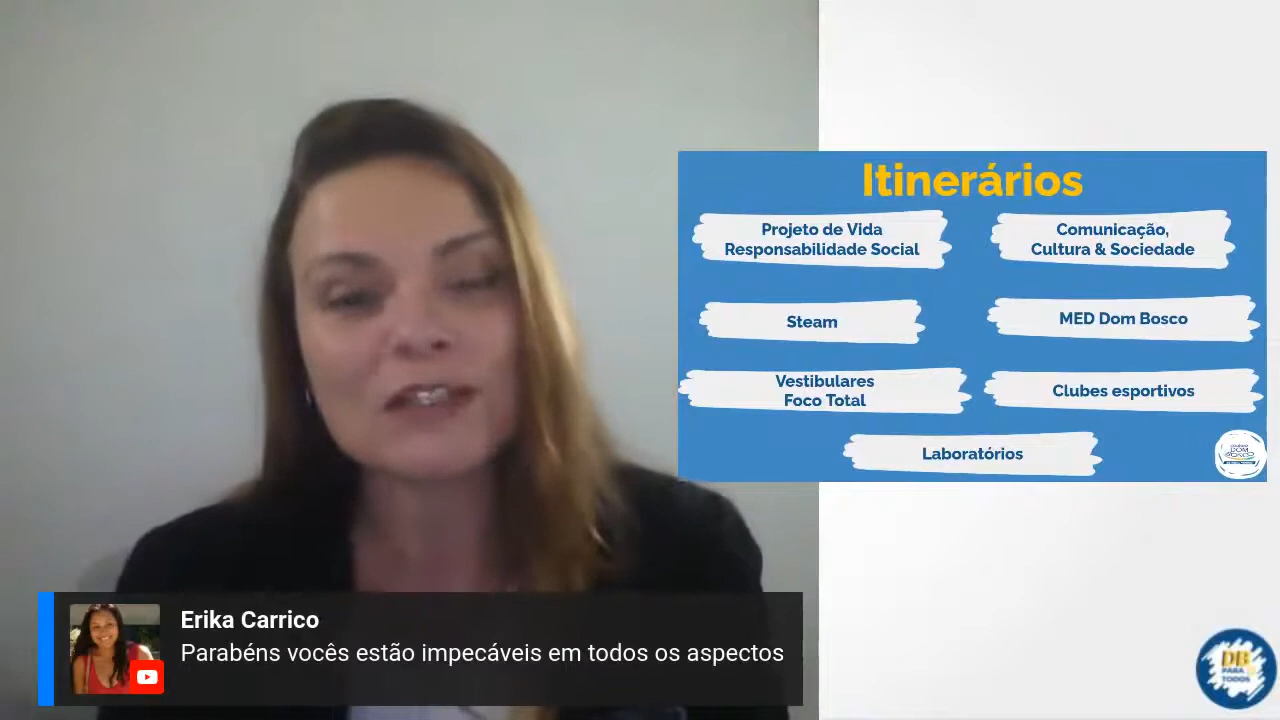 Itinerários
Projeto de Vida
Responsabilidade Social
Comunicação,
Cultura & Sociedade
Steam
MED Dom Bosco
Vestibulares
Foco Total
Clubes esportivos
Laboratórios
DOM
Erika Carrico
Parabéns vocês estão impecáveis em todos os aspectos
DB
PARA
TODOS